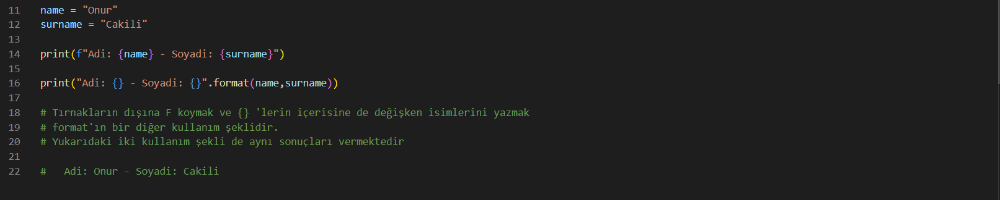 11 name = "Onur"
12 surname = "Cakili"
13
14 print(f"Adi: {name} - Soyadi: {surname}")
15
16 print("Adi: {} - Soyadi: {}".format(name,surname))
17
18 # Tırnakların dışına F koymak ve {} 'lerin içerisine de değişken isimlerini yazmak
19 # format'ın bir diğer kullanım şeklidir.
20 # Yukarıdaki iki kullanım şekli de aynı sonuçları vermektedir
21
22 #   Adi: Onur - Soyadi: Cakili